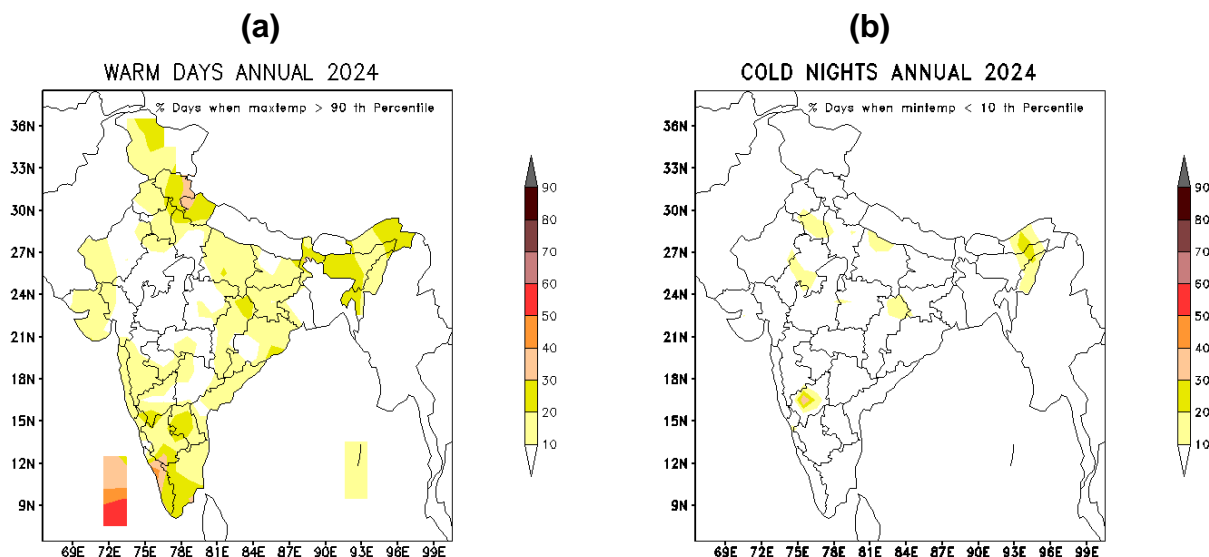 (a)
WARM DAYS ANNUAL 2024
% Days when maxtemp > 90 th Percentile
36N
33N
30N
27N
24N
21N
18N
15N
12N
9N
69E 72E 75E 78E 81E 84E 87E 90E 93E 96E 99E
90
80
70
60
50
40
30
20
10
(b)
COLD NIGHTS ANNUAL 2024
% Days when mintemp < 10 th Percentile
36N
33N
30N
27N
24N
21N
18N
15N
12N
9N
69E 72E 75E 78E 81E 84E 87E 90E 93E 96E 99E
90
80
70
60
50
40
30
20
10